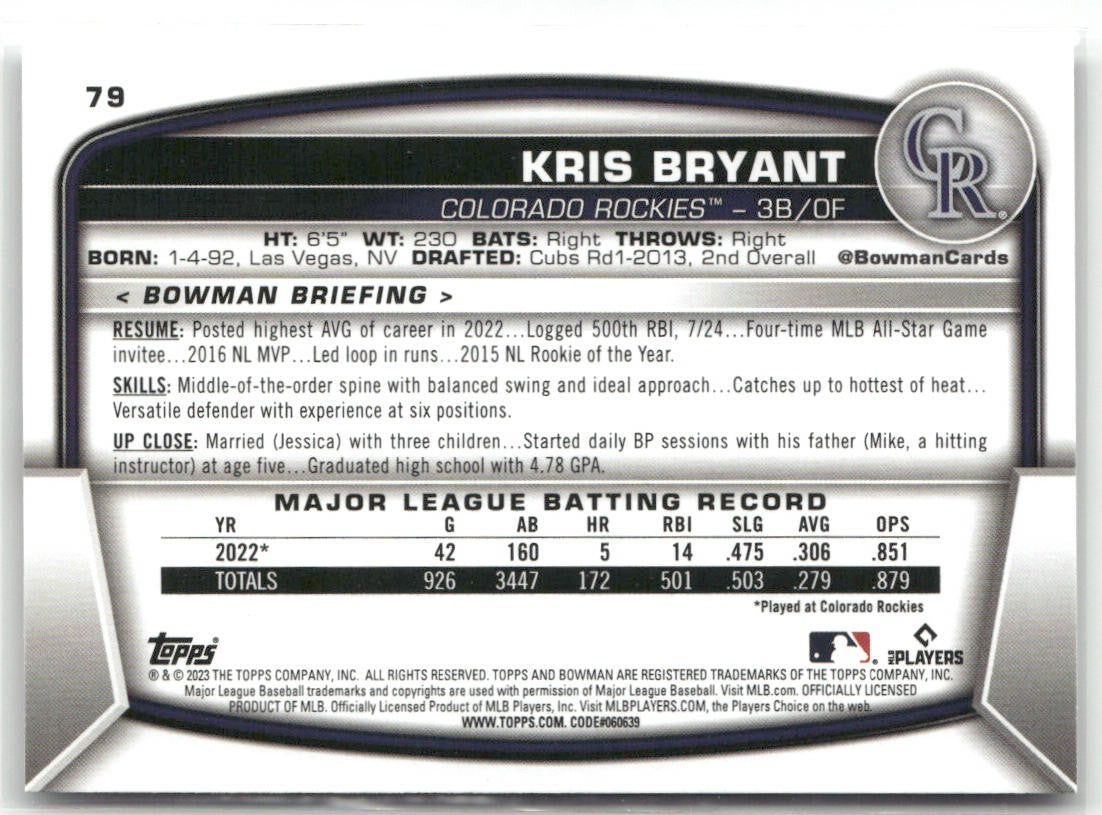 79
CR
KRIS BRYANT
COLORADO ROCKIES™ – 3B/OF
HT: 6'5" WT: 230 BATS: Right THROWS: Right
BORN: 1-4-92, Las Vegas, NV DRAFTED: Cubs Rd1-2013, 2nd Overall @BowmanCards
< BOWMAN BRIEFING >
RESUME: Posted highest AVG of career in 2022...Logged 500th RBI, 7/24...Four-time MLB All-Star Game
invitee...2016 NL MVP...Led loop in runs...2015 NL Rookie of the Year.
SKILLS: Middle-of-the-order spine with balanced swing and ideal approach...Catches up to hottest of heat...
Versatile defender with experience at six positions.
UP CLOSE: Married (Jessica) with three children...Started daily BP sessions with his father (Mike, a hitting
instructor) at age five...Graduated high school with 4.78 GPA.
MAJOR LEAGUE BATTING RECORD
YR G AB HR RBI SLG AVG OPS
2022* 42 160 5 14 .475 .306 .851
TOTALS 926 3447 172 501 .503 .279 .879
*Played at Colorado Rockies
topps® MLB PLAYERS
® & © 2023 THE TOPPS COMPANY, INC. ALL RIGHTS RESERVED. TOPPS AND BOWMAN ARE REGISTERED TRADEMARKS OF THE TOPPS COMPANY, INC.
Major League Baseball trademarks and copyrights are used with permission of Major League Baseball. Visit MLB.com. OFFICIALLY LICENSED
PRODUCT OF MLB. Officially Licensed Product of MLB Players, Inc. Visit MLBPLAYERS.COM, the Players Choice on the web.
WWW.TOPPS.COM. CODE#060639